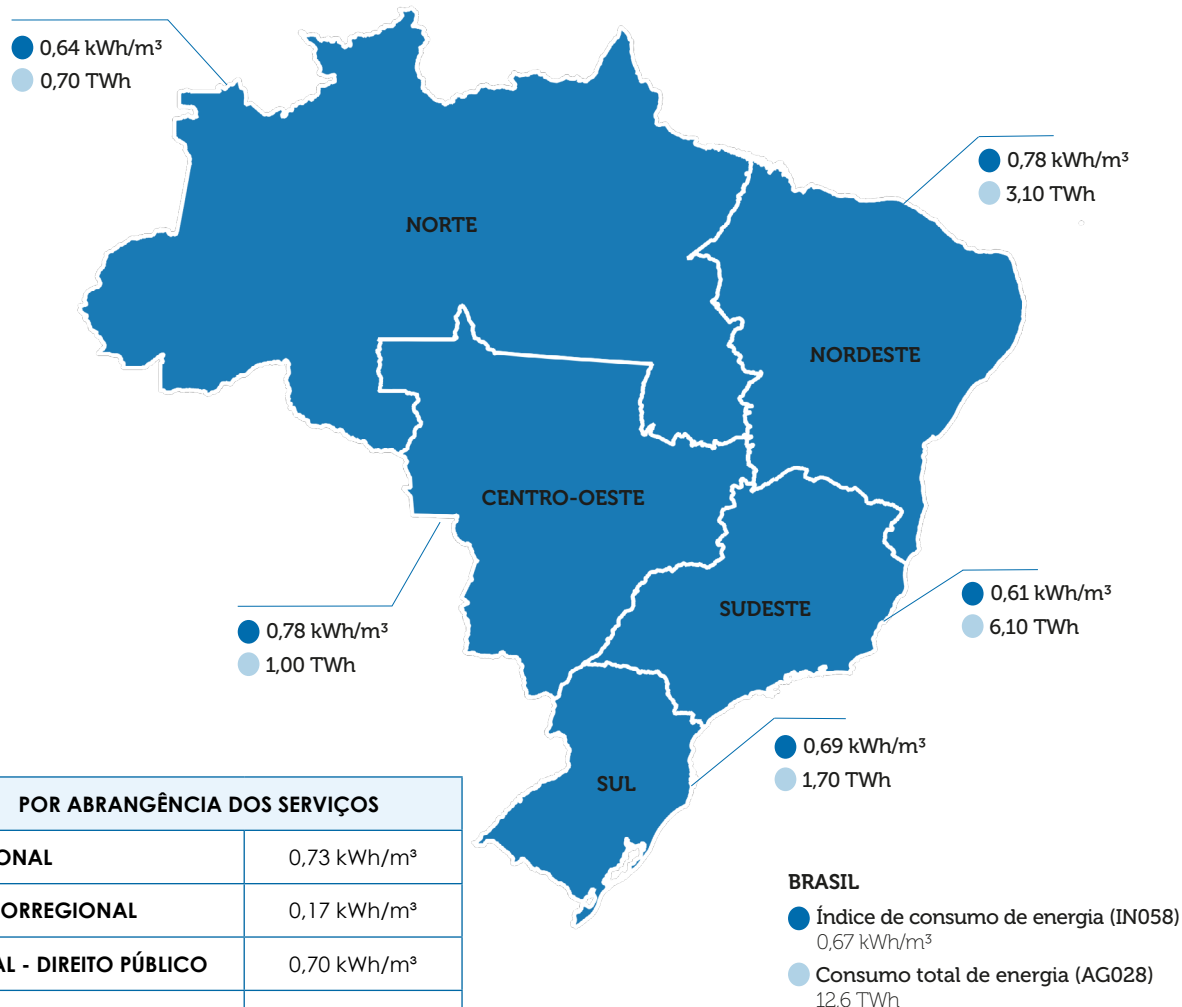 0,64 kWh/m³
0,70 TWh
0,78 kWh/m³
3,10 TWh
NORTE
NORDESTE
CENTRO-OESTE
0,61 kWh/m³
6,10 TWh
SUDESTE
0,78 kWh/m³
1,00 TWh
0,69 kWh/m³
1,70 TWh
SUL
POR ABRANGÊNCIA DOS SERVIÇOS
ONAL 0,73 kWh/m³
ORREGIONAL 0,17 kWh/m³
AL - DIREITO PÚBLICO 0,70 kWh/m³
BRASIL
Índice de consumo de energia (IN058)
0,67 kWh/m³
Consumo total de energia (AG028)
12,6 TWh